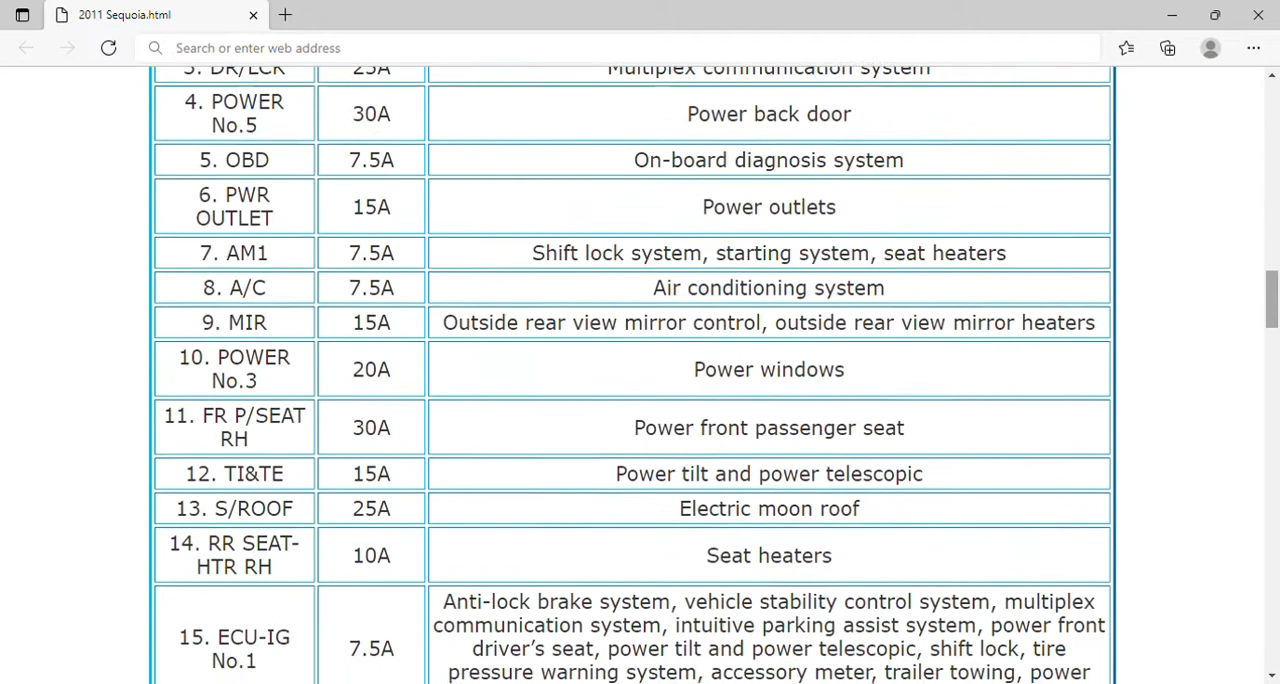 2011 Sequoia.html
Search or enter web address
3. DR/LCK 25A Multiplex communication system
4. POWER
No.5
30A
Power back door
5. OBD 7.5A On-board diagnosis system
6. PWR
OUTLET
15A
Power outlets
7. AM1 7.5A Shift lock system, starting system, seat heaters
8. A/C 7.5A Air conditioning system
9. MIR 15A Outside rear view mirror control, outside rear view mirror heaters
10. POWER
No.3
20A
Power windows
11. FR P/SEAT
RH
30A
Power front passenger seat
12. TI&TE 15A Power tilt and power telescopic
13. S/ROOF 25A Electric moon roof
14. RR SEAT-
HTR RH
10A
Seat heaters
15. ECU-IG
No.1
7.5A
Anti-lock brake system, vehicle stability control system, multiplex
communication system, intuitive parking assist system, power front
driver’s seat, power tilt and power telescopic, shift lock, tire
pressure warning system, accessory meter, trailer towing, power